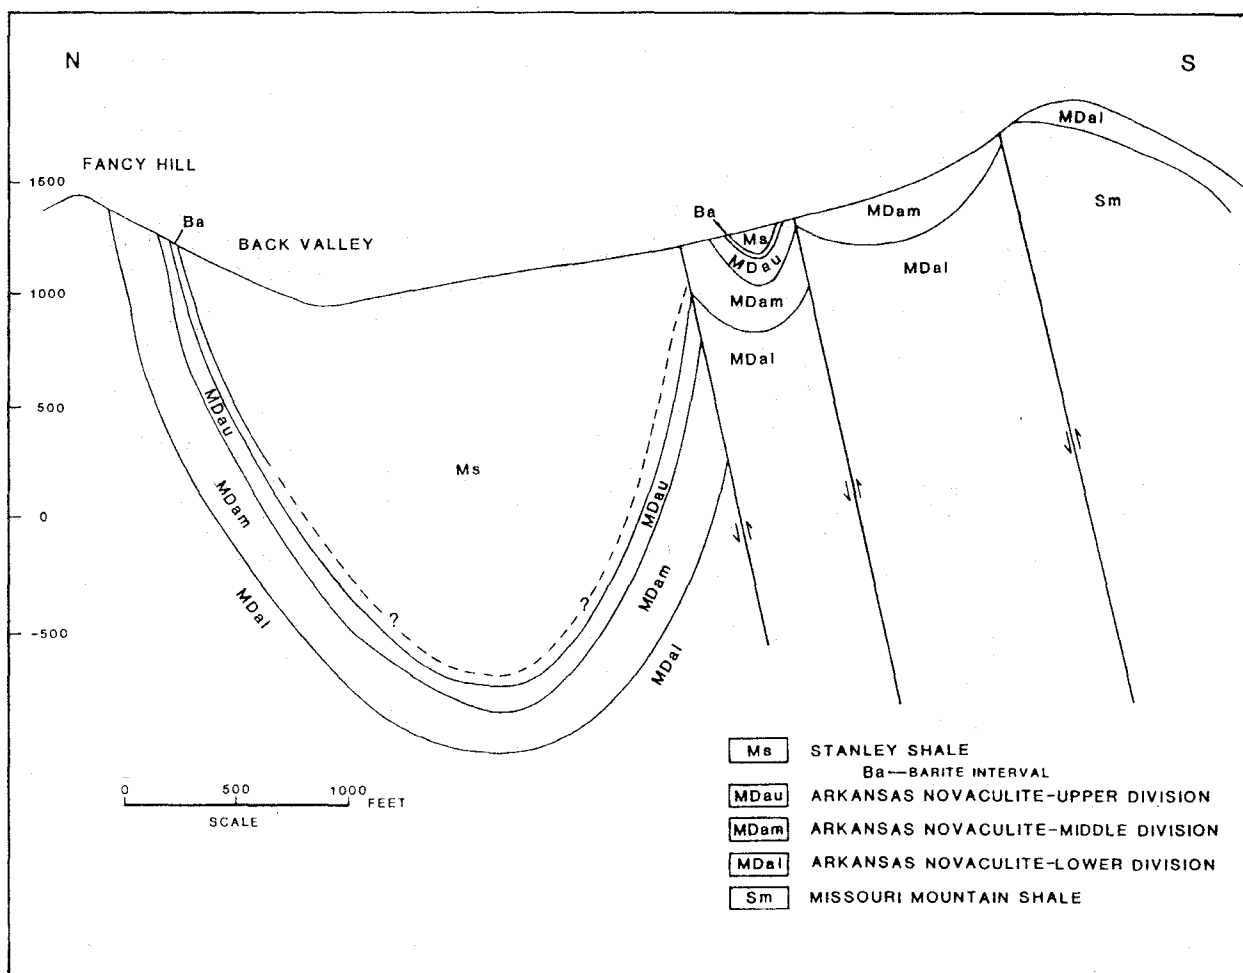 N
S
MDal
FANCY HILL
1500
Sm
Ba
Ba
MDam
BACK VALLEY
Ms
MDau
MDal
1000
MDam
MDal
500
MDau
Ms
MDam
MDau
0
MDam
MDal
?
?
-500
MDal
Ms STANLEY SHALE
Ba—BARITE INTERVAL
MDau ARKANSAS NOVACULITE-UPPER DIVISION
MDam ARKANSAS NOVACULITE-MIDDLE DIVISION
MDal ARKANSAS NOVACULITE-LOWER DIVISION
Sm MISSOURI MOUNTAIN SHALE
0 500 1000 FEET
SCALE